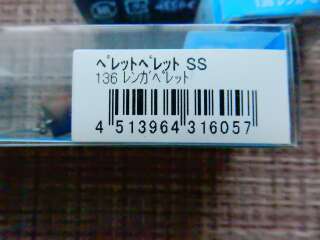 ﾍﾟﾚｯﾄﾍﾟﾚｯﾄ SS
136 ﾚﾝｶﾞﾍﾟﾚｯﾄ
4 513964 316057